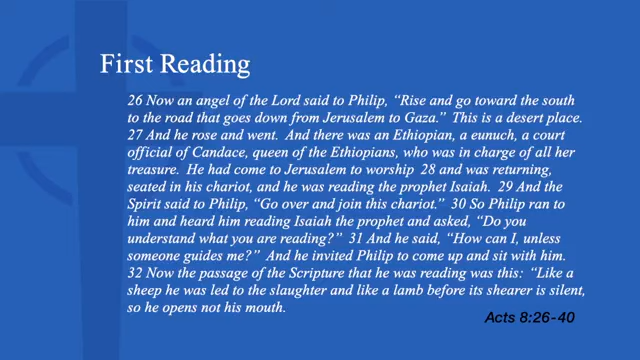 First Reading
26 Now an angel of the Lord said to Philip, “Rise and go toward the south
to the road that goes down from Jerusalem to Gaza.”  This is a desert place.
27 And he rose and went.  And there was an Ethiopian, a eunuch, a court
official of Candace, queen of the Ethiopians, who was in charge of all her
treasure.  He had come to Jerusalem to worship  28 and was returning,
seated in his chariot, and he was reading the prophet Isaiah.  29 And the
Spirit said to Philip, “Go over and join this chariot.”  30 So Philip ran to
him and heard him reading Isaiah the prophet and asked, “Do you
understand what you are reading?”  31 And he said, “How can I, unless
someone guides me?”  And he invited Philip to come up and sit with him.
32 Now the passage of the Scripture that he was reading was this:  “Like a
sheep he was led to the slaughter and like a lamb before its shearer is silent,
so he opens not his mouth.
Acts 8:26-40